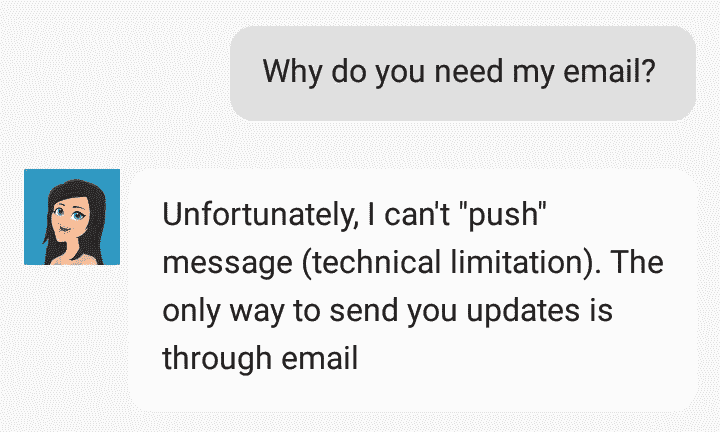 Why do you need my email?
Unfortunately, I can't "push"
message (technical limitation). The
only way to send you updates is
through email